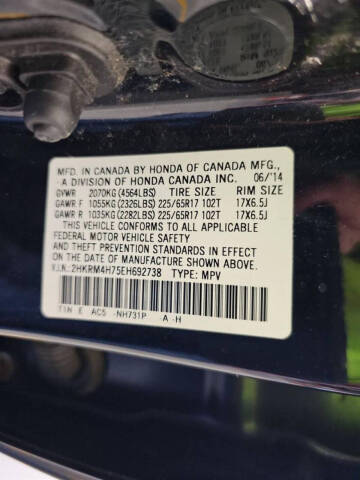 MFD. IN CANADA BY HONDA OF CANADA MFG.,
A DIVISION OF HONDA CANADA INC. 06/'14
GVWR 2070KG (4564LBS) TIRE SIZE RIM SIZE
GAWR F 1055KG (2326LBS) 225/65R17 102T 17X6.5J
GAWR R 1035KG (2282LBS) 225/65R17 102T 17X6.5J
THIS VEHICLE CONFORMS TO ALL APPLICABLE
FEDERAL MOTOR VEHICLE SAFETY AND
THEFT PREVENTION STANDARDS IN EFFECT ON
THE DATE OF MANUFACTURE SHOWN ABOVE.
V.I.N.:2HKRM4H75EH692738 TYPE: MPV
AC5 -NH731P -A -H